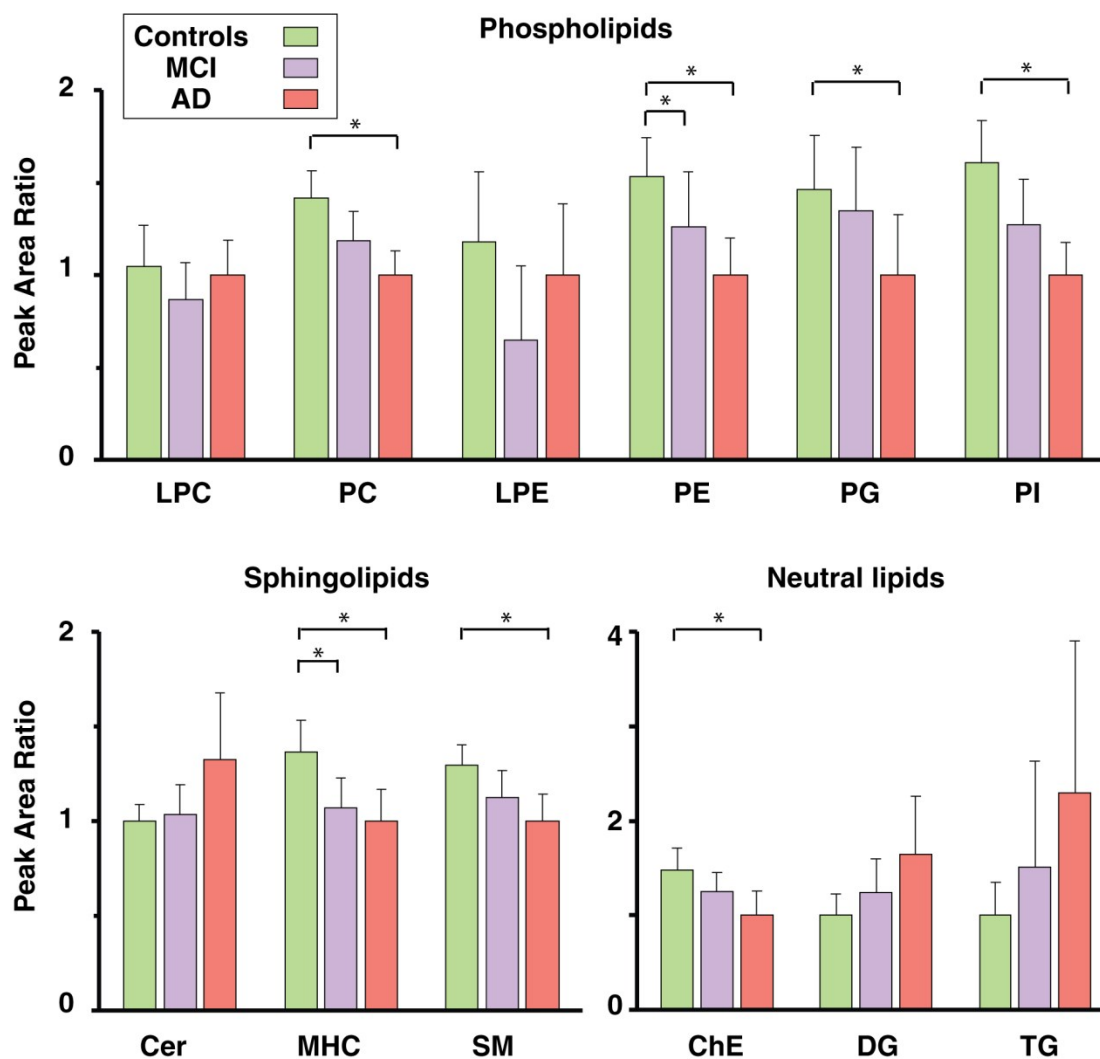 Phospholipids
Controls
MCI
AD
Peak Area Ratio
2
1
0
*
*
*
*
*
LPC PC LPE PE PG PI
Sphingolipids
Peak Area Ratio
2
1
0
*
*
*
Cer MHC SM
Neutral lipids
4
2
0
*
ChE DG TG